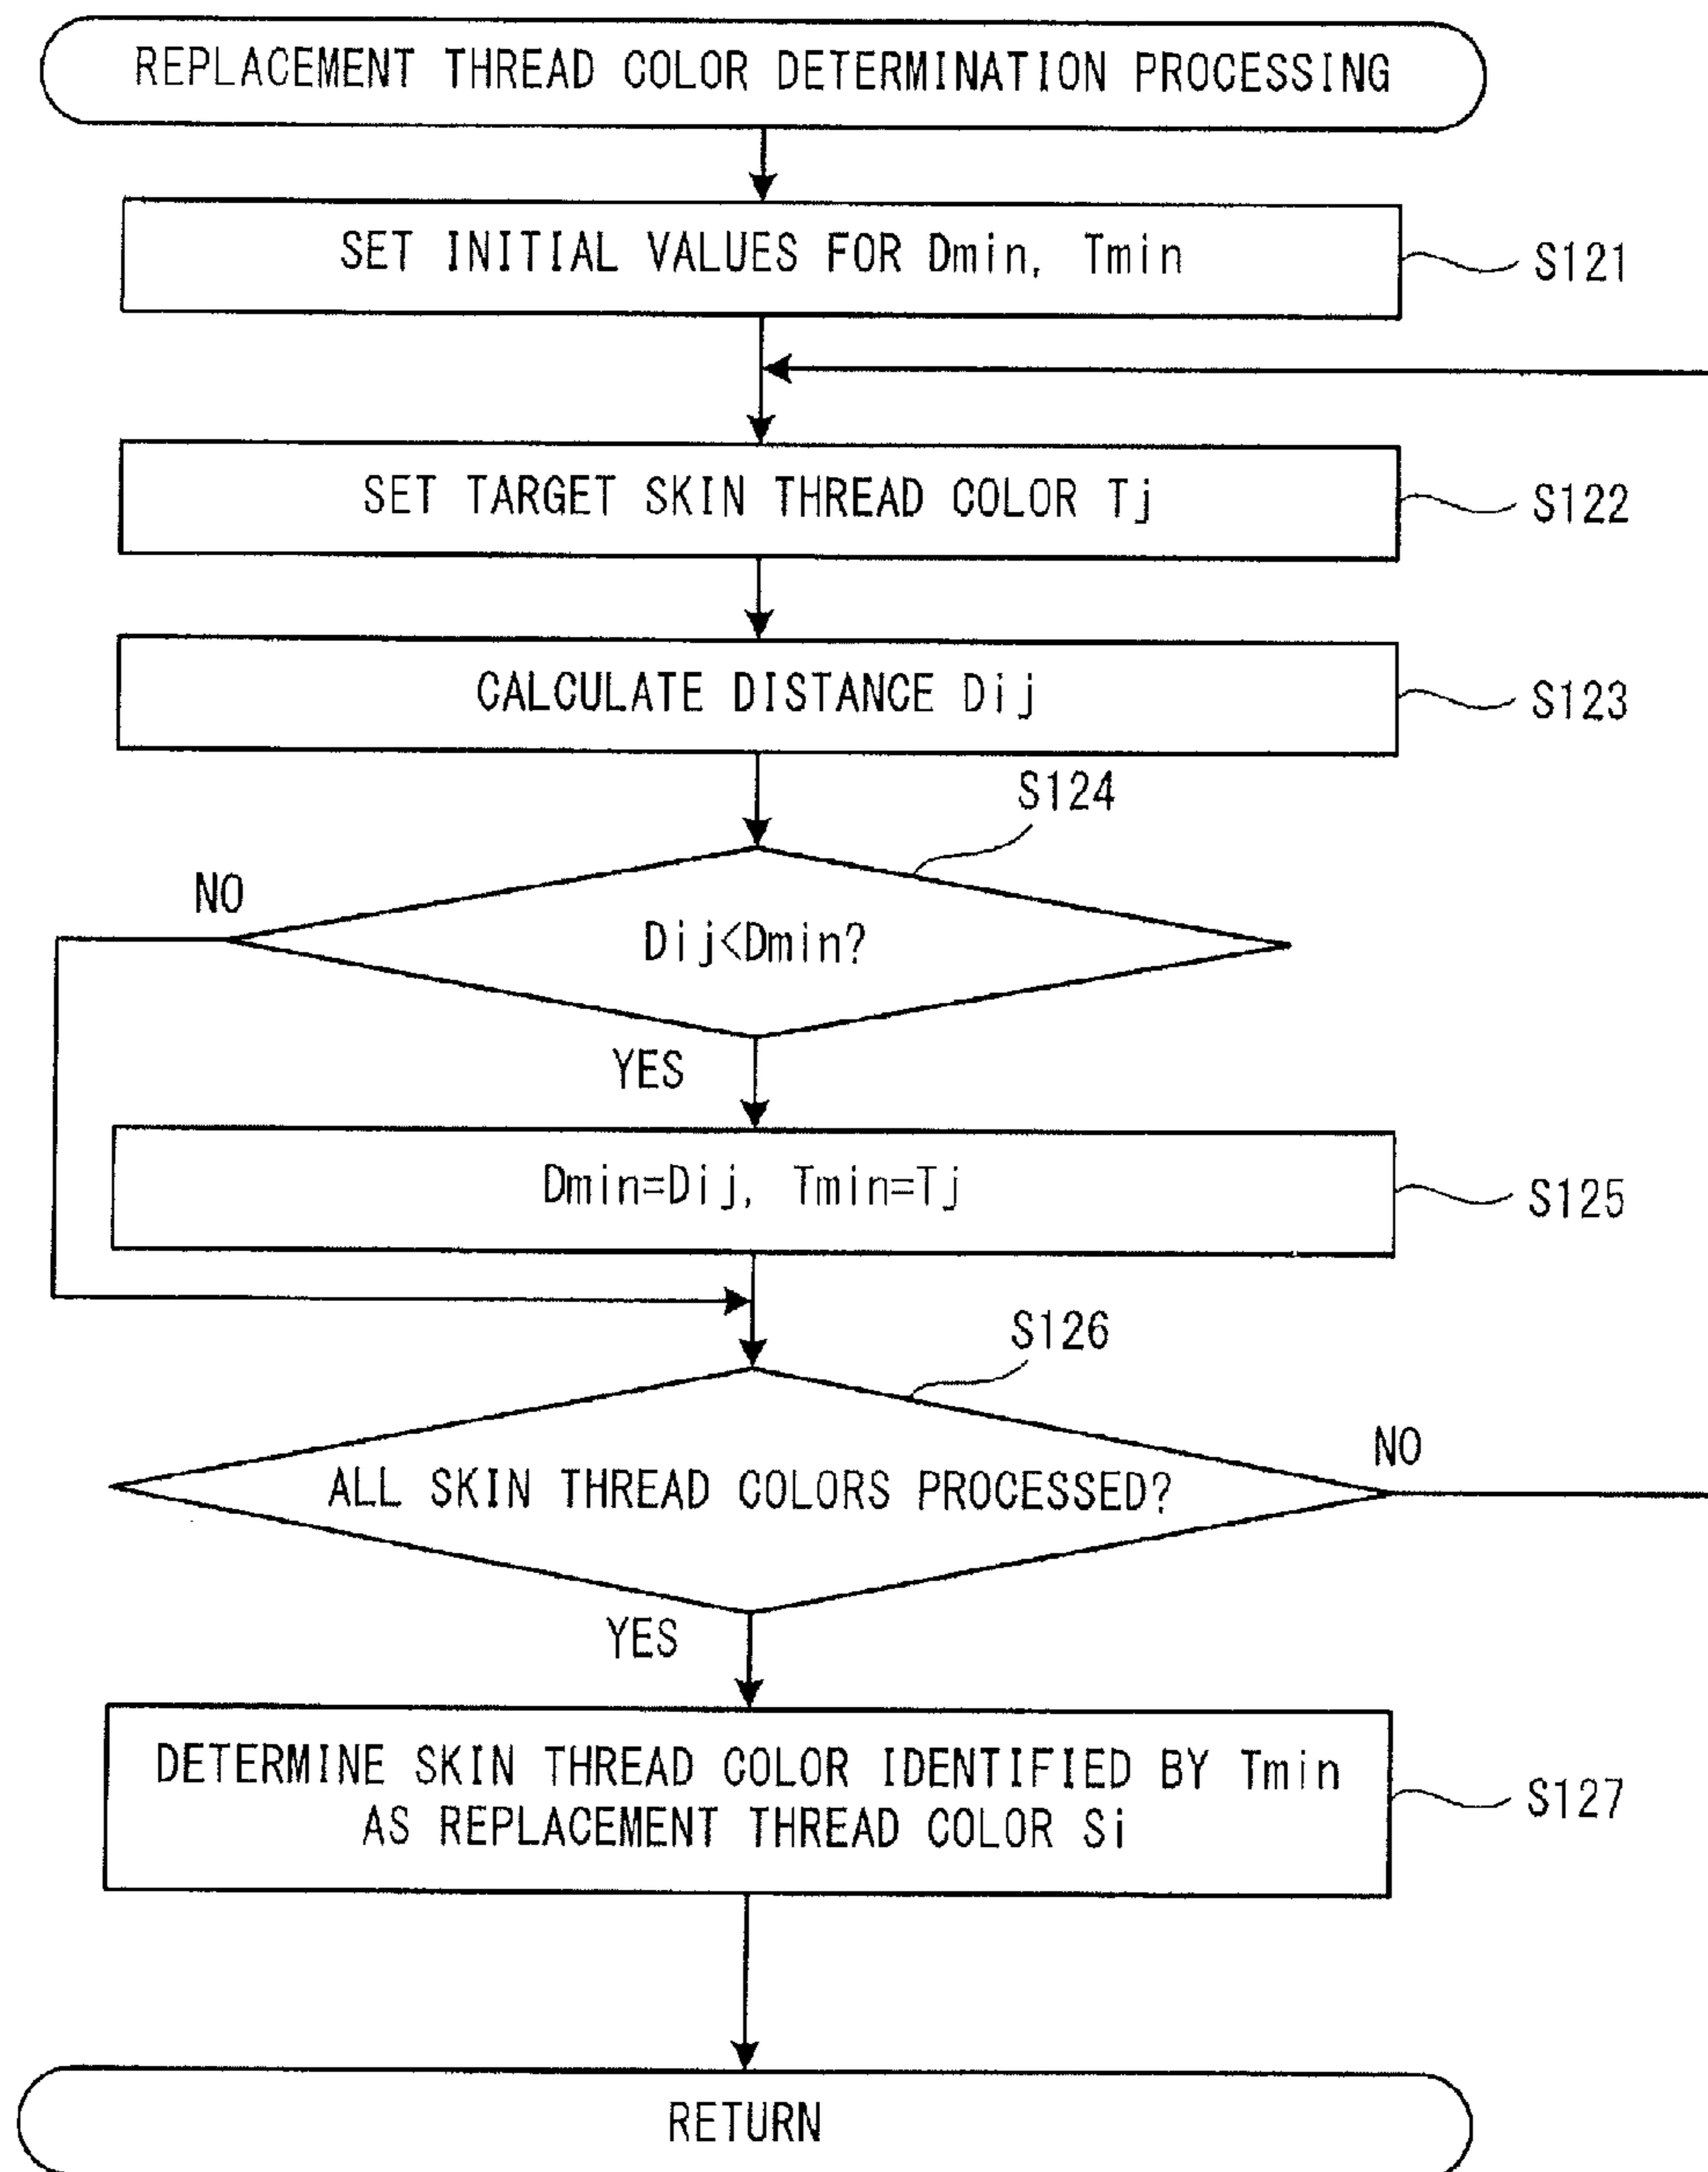 REPLACEMENT THREAD COLOR DETERMINATION PROCESSING
SET INITIAL VALUES FOR Dmin, Tmin
S121
SET TARGET SKIN THREAD COLOR Tj
S122
CALCULATE DISTANCE Dij
S123
S124
NO
Dij<Dmin?
YES
Dmin=Dij, Tmin=Tj
S125
S126
NO
ALL SKIN THREAD COLORS PROCESSED?
YES
DETERMINE SKIN THREAD COLOR IDENTIFIED BY Tmin
AS REPLACEMENT THREAD COLOR Si
S127
RETURN